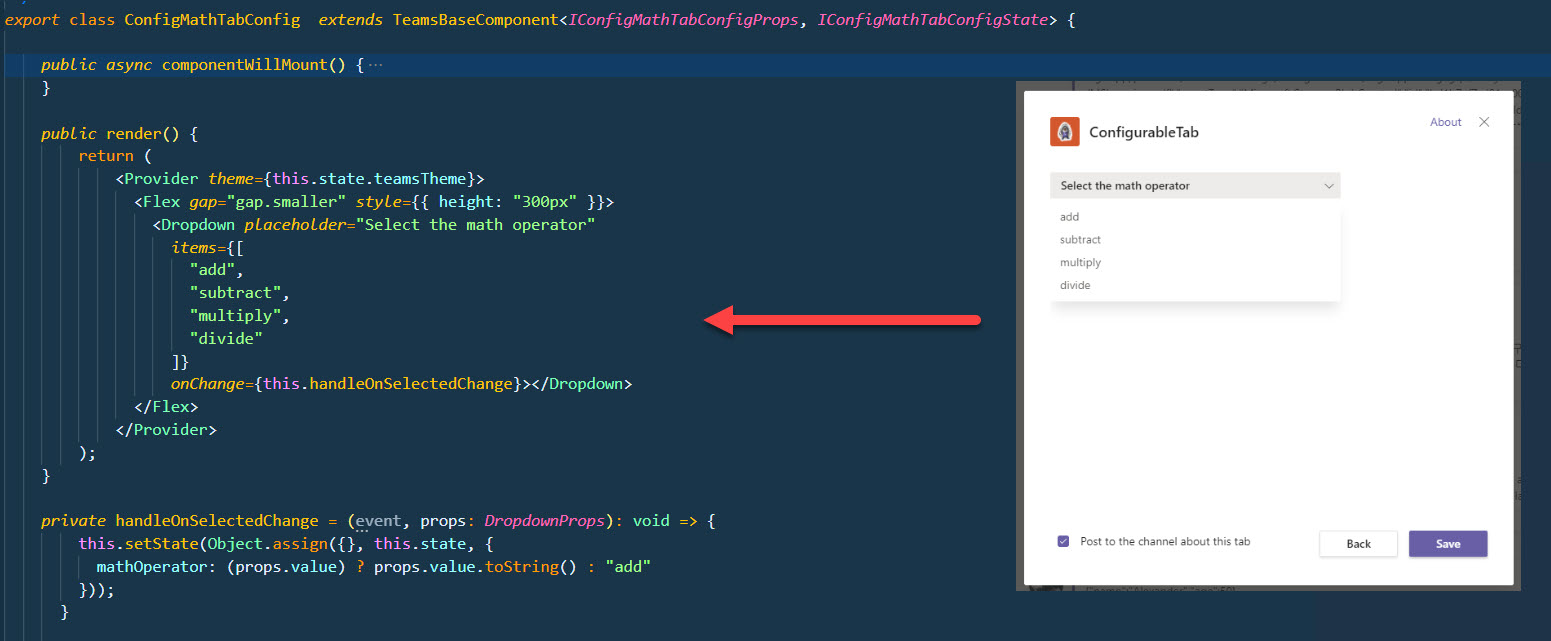 export class ConfigMathTabConfig  extends TeamsBaseComponent<IConfigMathTabConfigProps, IConfigMathTabConfigState> {
public async componentWillMount() {···
}
public render() {
return (
<Provider theme={this.state.teamsTheme}>
<Flex gap="gap.smaller" style={{ height: "300px" }}>
<Dropdown placeholder="Select the math operator"
items={[
"add",
"subtract",
"multiply",
"divide"
]}
onChange={this.handleOnSelectedChange}></Dropdown>
</Flex>
</Provider>
);
}
private handleOnSelectedChange = (event, props: DropdownProps): void => {
this.setState(Object.assign({}, this.state, {
mathOperator: (props.value) ? props.value.toString() : "add"
}));
}
ConfigurableTab
About
Select the math operator
add
subtract
multiply
divide
Post to the channel about this tab
Back
Save